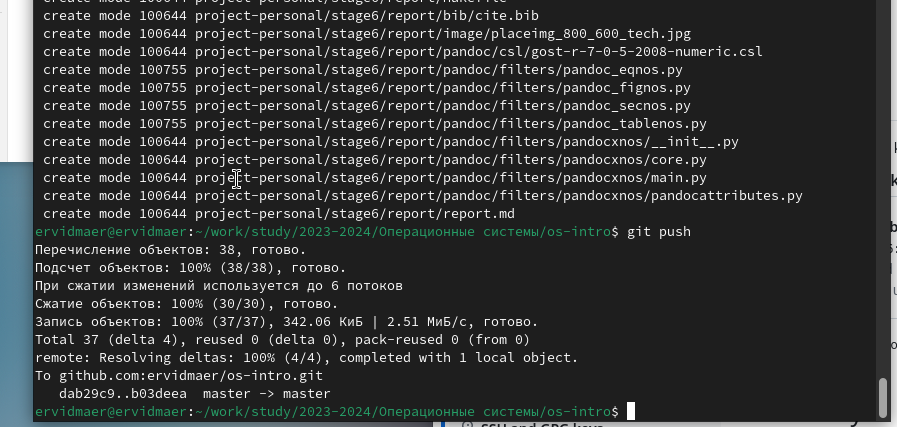 create mode 100644 project-personal/stage6/report/bib/cite.bib
create mode 100644 project-personal/stage6/report/image/placeimg_800_600_tech.jpg
create mode 100644 project-personal/stage6/report/pandoc/csl/gost-r-7-0-5-2008-numeric.csl
create mode 100755 project-personal/stage6/report/pandoc/filters/pandoc_eqnos.py
create mode 100755 project-personal/stage6/report/pandoc/filters/pandoc_fignos.py
create mode 100755 project-personal/stage6/report/pandoc/filters/pandoc_secnos.py
create mode 100755 project-personal/stage6/report/pandoc/filters/pandoc_tablenos.py
create mode 100644 project-personal/stage6/report/pandoc/filters/pandocxnos/__init__.py
create mode 100644 project-personal/stage6/report/pandoc/filters/pandocxnos/core.py
create mode 100644 project-personal/stage6/report/pandoc/filters/pandocxnos/main.py
create mode 100644 project-personal/stage6/report/pandoc/filters/pandocxnos/pandocattributes.py
create mode 100644 project-personal/stage6/report/report.md
ervidmaer@ervidmaer:~/work/study/2023-2024/Операционные системы/os-intro$ git push
Перечисление объектов: 38, готово.
Подсчет объектов: 100% (38/38), готово.
При сжатии изменений используется до 6 потоков
Сжатие объектов: 100% (30/30), готово.
Запись объектов: 100% (37/37), 342.06 КиБ | 2.51 МиБ/с, готово.
Total 37 (delta 4), reused 0 (delta 0), pack-reused 0 (from 0)
remote: Resolving deltas: 100% (4/4), completed with 1 local object.
To github.com:ervidmaer/os-intro.git
dab29c9..b03deea  master -> master
ervidmaer@ervidmaer:~/work/study/2023-2024/Операционные системы/os-intro$